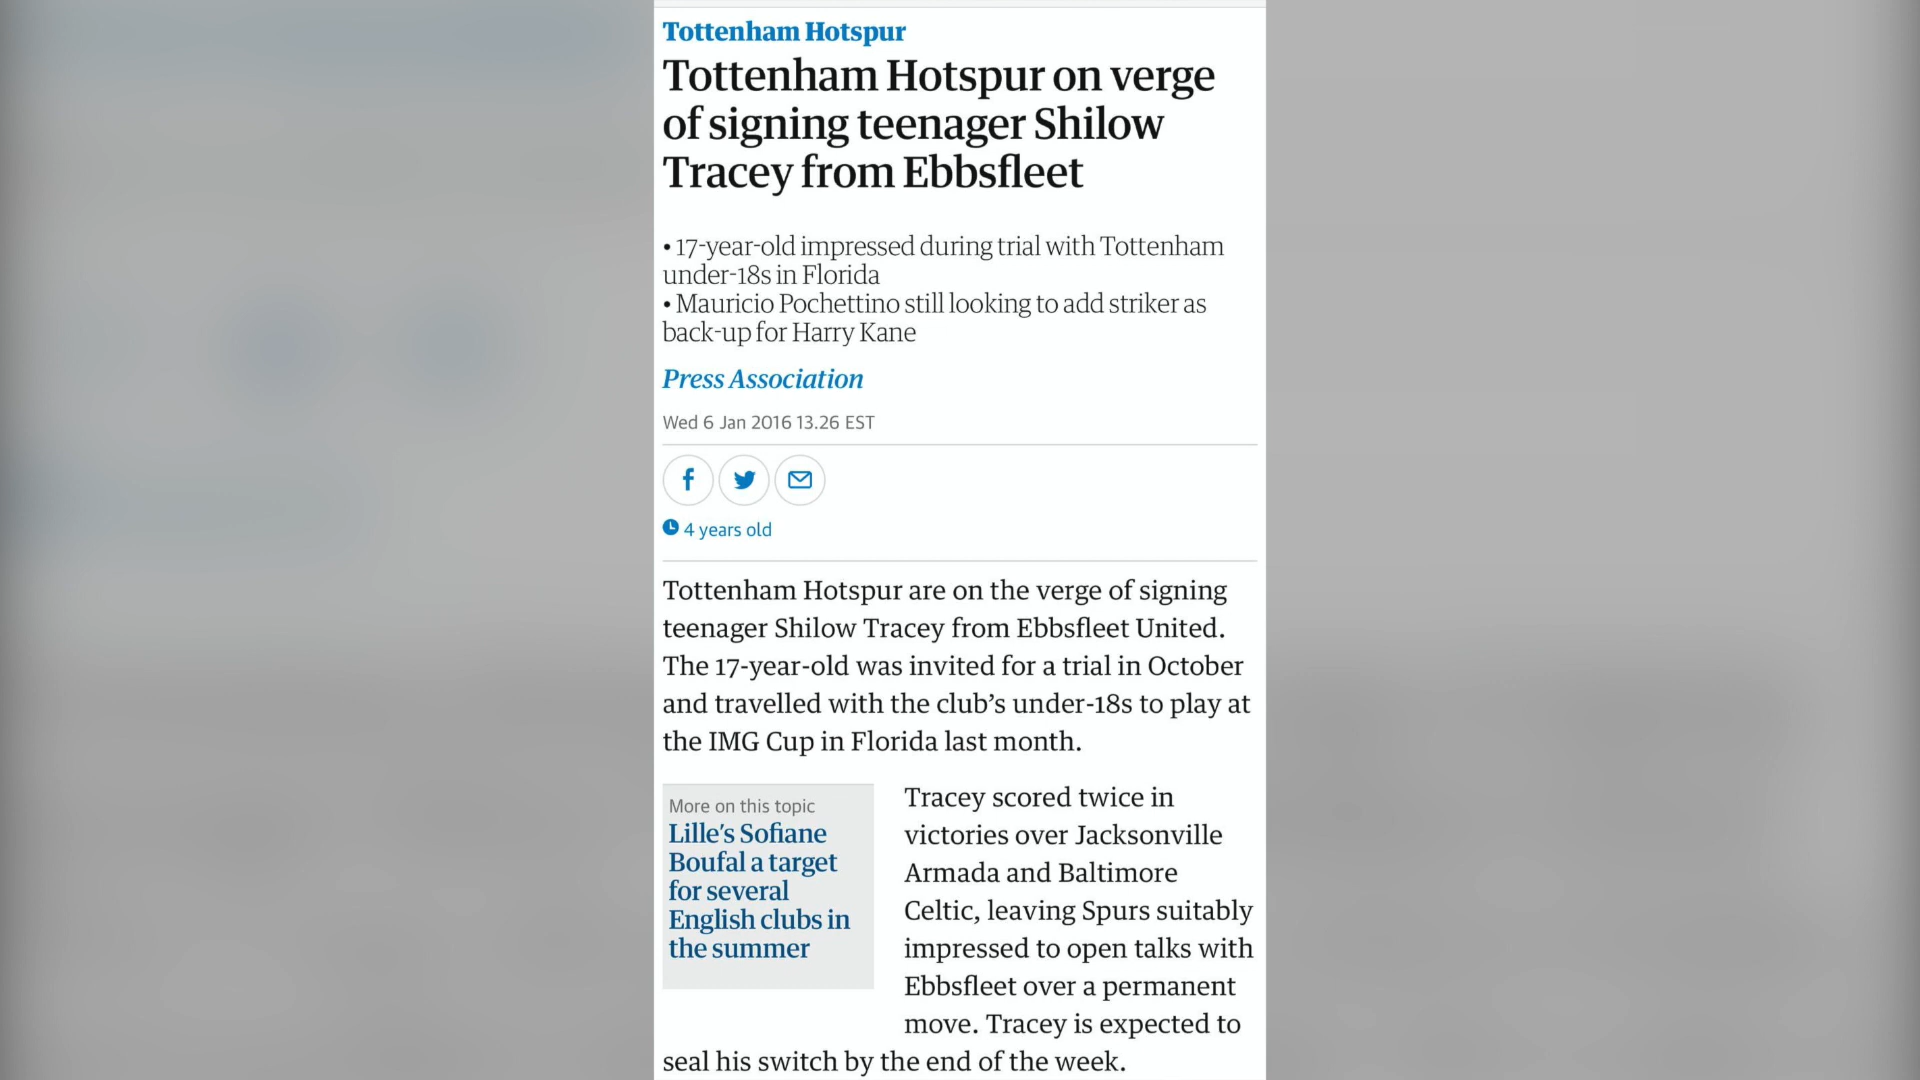 Tottenham Hotspur
Tottenham Hotspur on verge
of signing teenager Shilow
Tracey from Ebbsfleet
• 17-year-old impressed during trial with Tottenham
under-18s in Florida
• Mauricio Pochettino still looking to add striker as
back-up for Harry Kane
Press Association
Wed 6 Jan 2016 13.26 EST
4 years old
Tottenham Hotspur are on the verge of signing
teenager Shilow Tracey from Ebbsfleet United.
The 17-year-old was invited for a trial in October
and travelled with the club’s under-18s to play at
the IMG Cup in Florida last month.
More on this topic
Lille’s Sofiane
Boufal a target
for several
English clubs in
the summer
Tracey scored twice in
victories over Jacksonville
Armada and Baltimore
Celtic, leaving Spurs suitably
impressed to open talks with
Ebbsfleet over a permanent
move. Tracey is expected to
seal his switch by the end of the week.